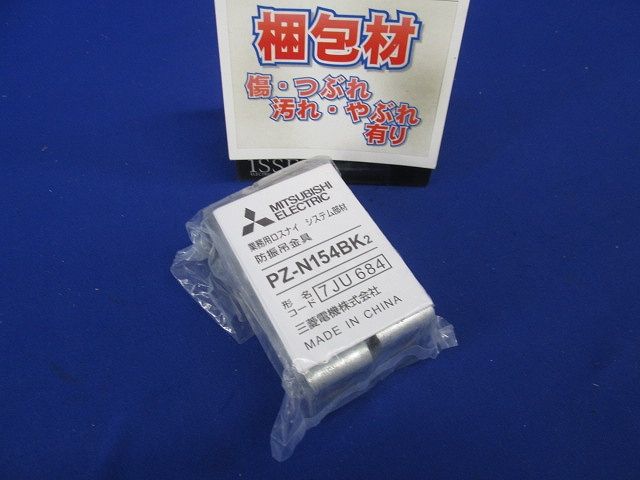 梱包材
傷・つぶれ
汚れ・やぶれ
有り
MITSUBISHI
ELECTRIC
業務用ロスナイ システム部材
防振吊金具
PZ-N154BK2
形名コード 7JU684
三菱電機株式会社
MADE IN CHINA